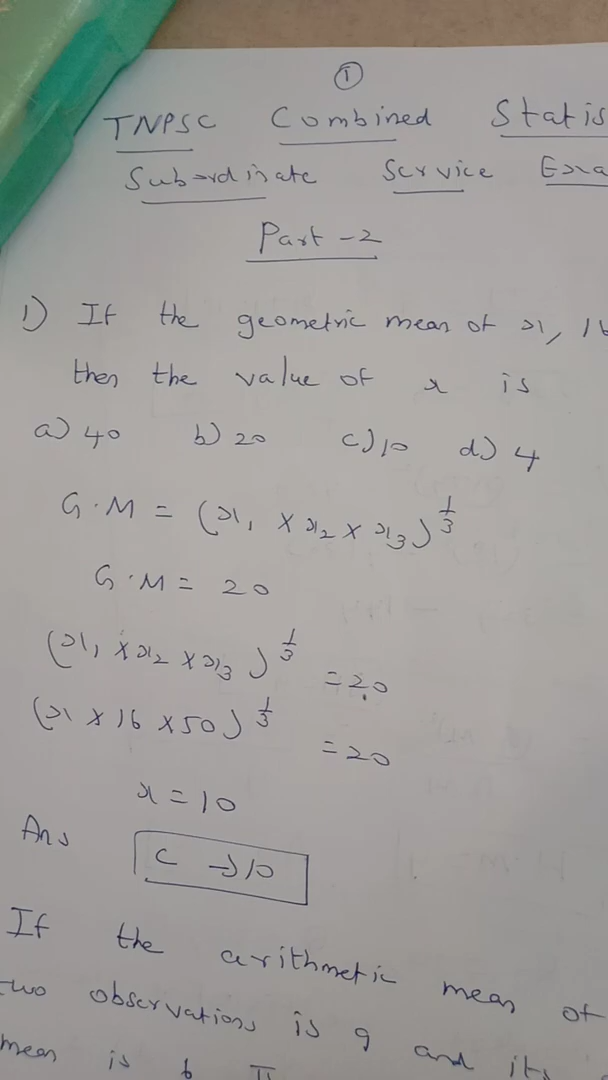 ①
TNPSC Combined Statis
Subordinate Service Exa
Part -2
1) If the geometric mean of x, 16
then the value of x is
a) 40 b) 20 c) 10 d) 4
G.M = (x₁ × x₂ × x₃)^1/3
G.M = 20
(x₁ × x₂ × x₃)^1/3 = 20
(x × 16 × 50)^1/3 = 20
x = 10
Ans C → 10
If the arithmetic mean of
two observations is 9 and its
mean is 6